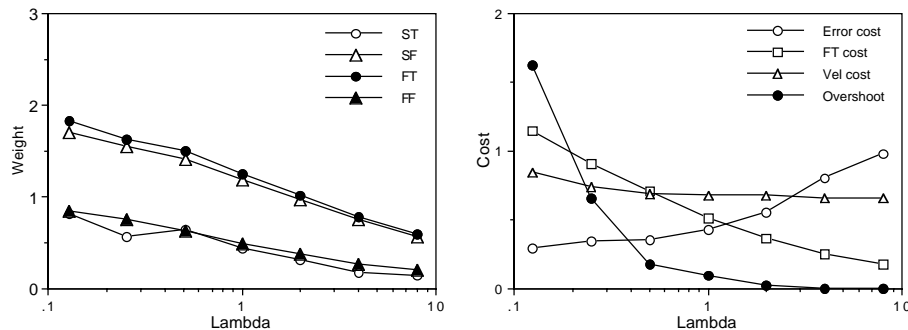 3
2
1
0
Weight
.1
1
10
Lambda
ST
SF
FT
FF
2
1
0
Cost
.1
1
10
Lambda
Error cost
FT cost
Vel cost
Overshoot